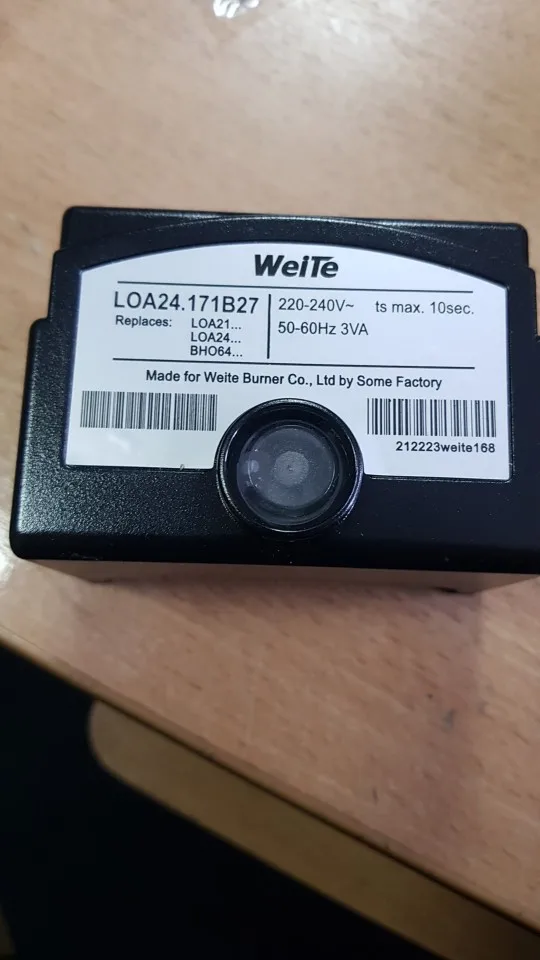 WeiTe
LOA24.171B27
Replaces: LOA21...
LOA24...
BHO64...
220-240V~ ts max. 10sec.
50-60Hz 3VA
Made for Weite Burner Co., Ltd by Some Factory
212223weite168